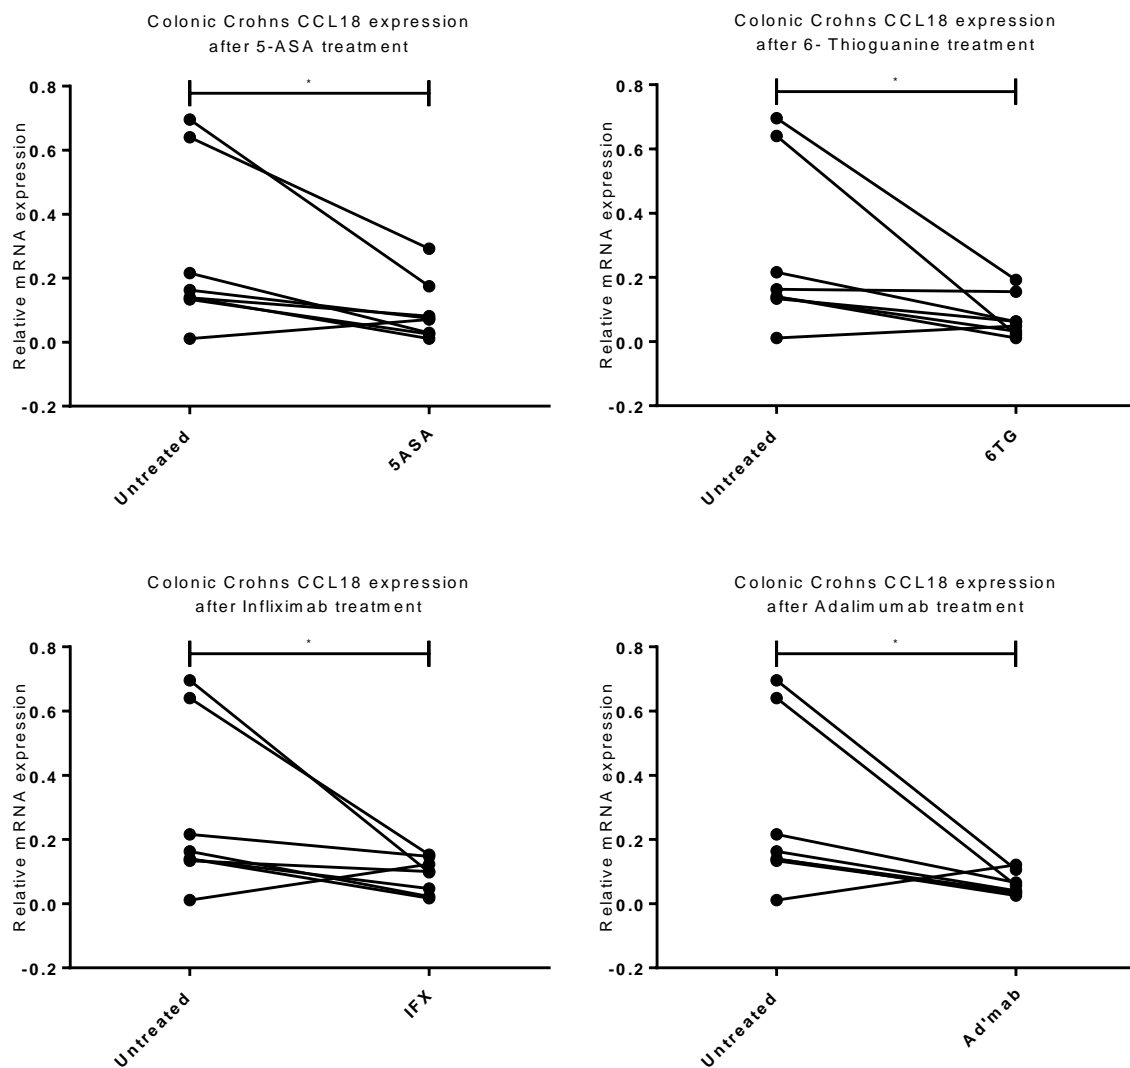 Colonic Crohns CCL18 expression
after 5-ASA treatment
*
Relative mRNA expression
0.8
0.6
0.4
0.2
0.0
-0.2
Untreated
5ASA
Colonic Crohns CCL18 expression
after 6- Thioguanine treatment
*
Relative mRNA expression
0.8
0.6
0.4
0.2
0.0
-0.2
Untreated
6TG
Colonic Crohns CCL18 expression
after Infliximab treatment
*
Relative mRNA expression
0.8
0.6
0.4
0.2
0.0
-0.2
Untreated
IFX
Colonic Crohns CCL18 expression
after Adalimumab treatment
*
Relative mRNA expression
0.8
0.6
0.4
0.2
0.0
-0.2
Untreated
Ad'mab